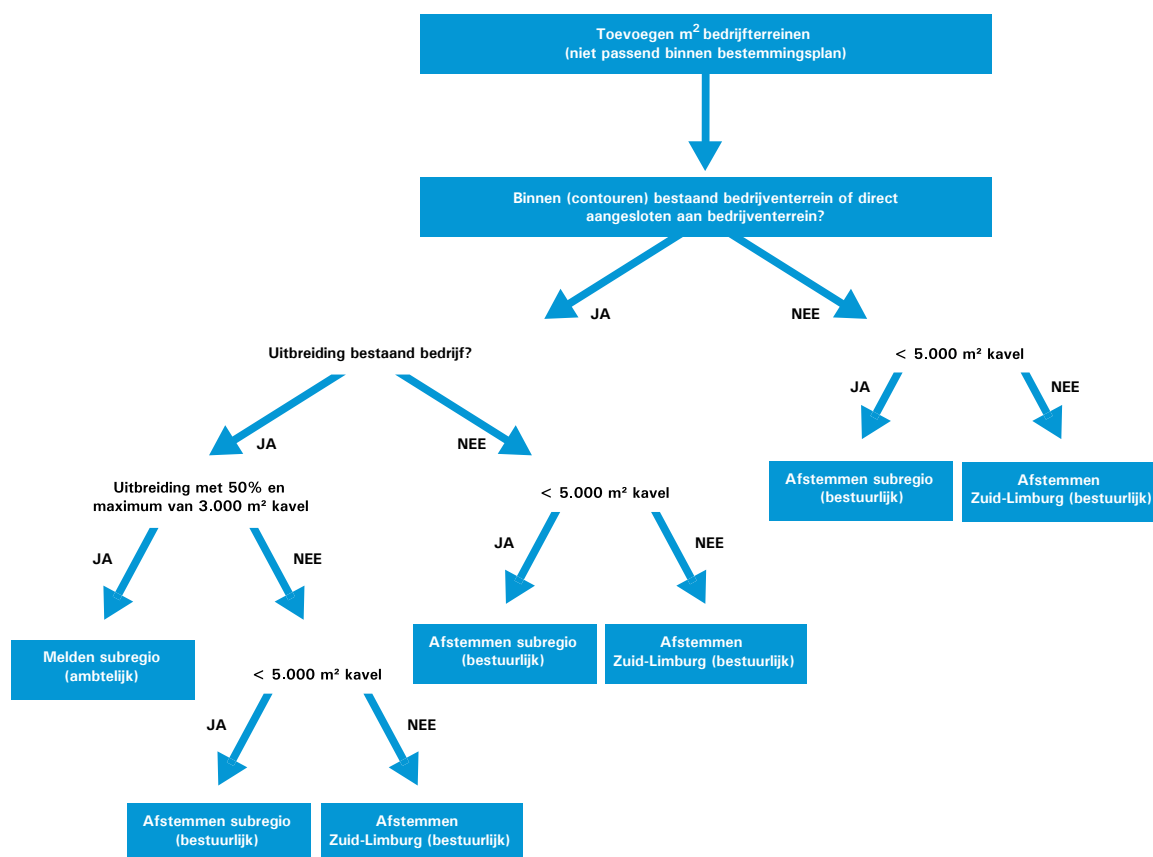 Toevoegen m² bedrijfterreinen
(niet passend binnen bestemmingsplan)
Binnen (contouren) bestaand bedrijventerrein of direct
aangesloten aan bedrijventerrein?
JA
NEE
Uitbreiding bestaand bedrijf?
< 5.000 m² kavel
JA
NEE
JA
NEE
Afstemmen subregio
(bestuurlijk)
Afstemmen
Zuid-Limburg (bestuurlijk)
Uitbreiding met 50% en
maximum van 3.000 m² kavel
< 5.000 m² kavel
JA
NEE
JA
NEE
Melden subregio
(ambtelijk)
Afstemmen subregio
(bestuurlijk)
Afstemmen
Zuid-Limburg (bestuurlijk)
< 5.000 m² kavel
JA
NEE
Afstemmen subregio
(bestuurlijk)
Afstemmen
Zuid-Limburg (bestuurlijk)